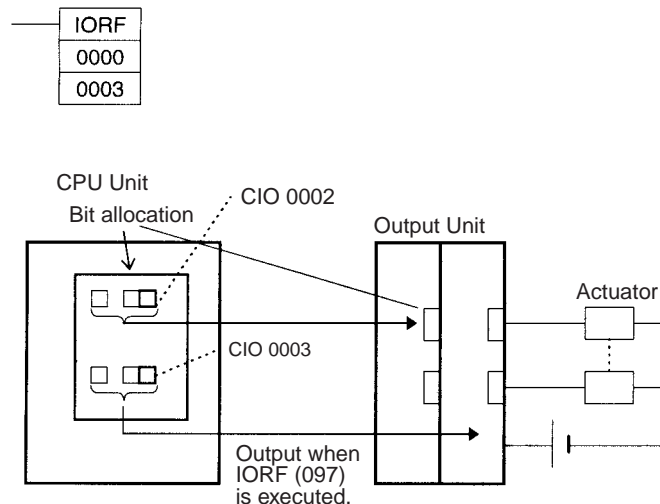 IORF
0000
0003
CPU Unit
Bit allocation
CIO 0002
Output Unit
Actuator
CIO 0003
Output when
IORF (097)
is executed.